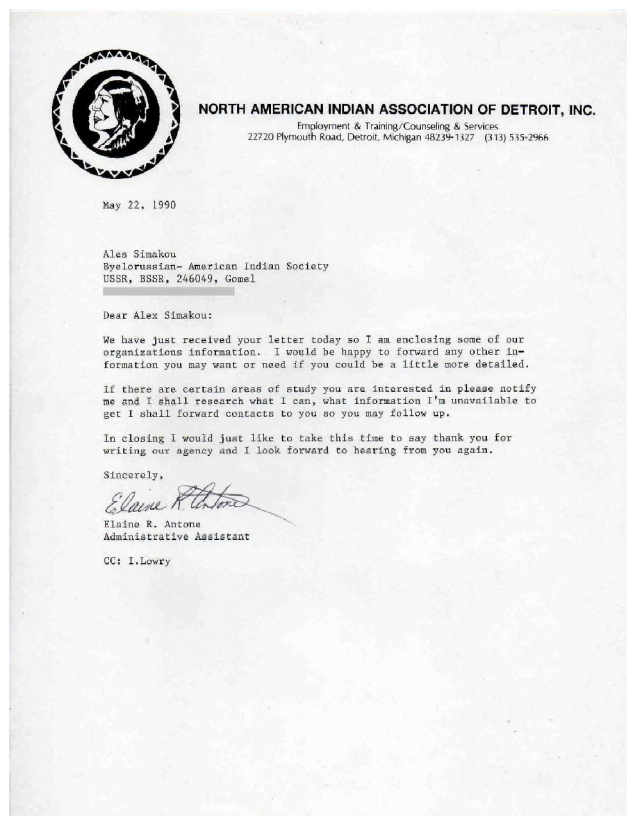 NORTH AMERICAN INDIAN ASSOCIATION OF DETROIT, INC.
Employment & Training/Counseling & Services
22720 Plymouth Road, Detroit, Michigan 48239-1327 (313) 535-2966
May 22, 1990
Ales Simakou
Byelorussian- American Indian Society
USSR, BSSR, 246049, Gomel
Dear Alex Simakou:
We have just received your letter today so I am enclosing some of our
organizations information. I would be happy to forward any other in-
formation you may want or need if you could be a little more detailed.
If there are certain areas of study you are interested in please notify
me and I shall research what I can, what information I'm unavailable to
get I shall forward contacts to you so you may follow up.
In closing I would just like to take this time to say thank you for
writing our agency and I look forward to hearing from you again.
Sincerely,
Elaine R. Antone
Elaine R. Antone
Administrative Assistant
CC: I.Lowry